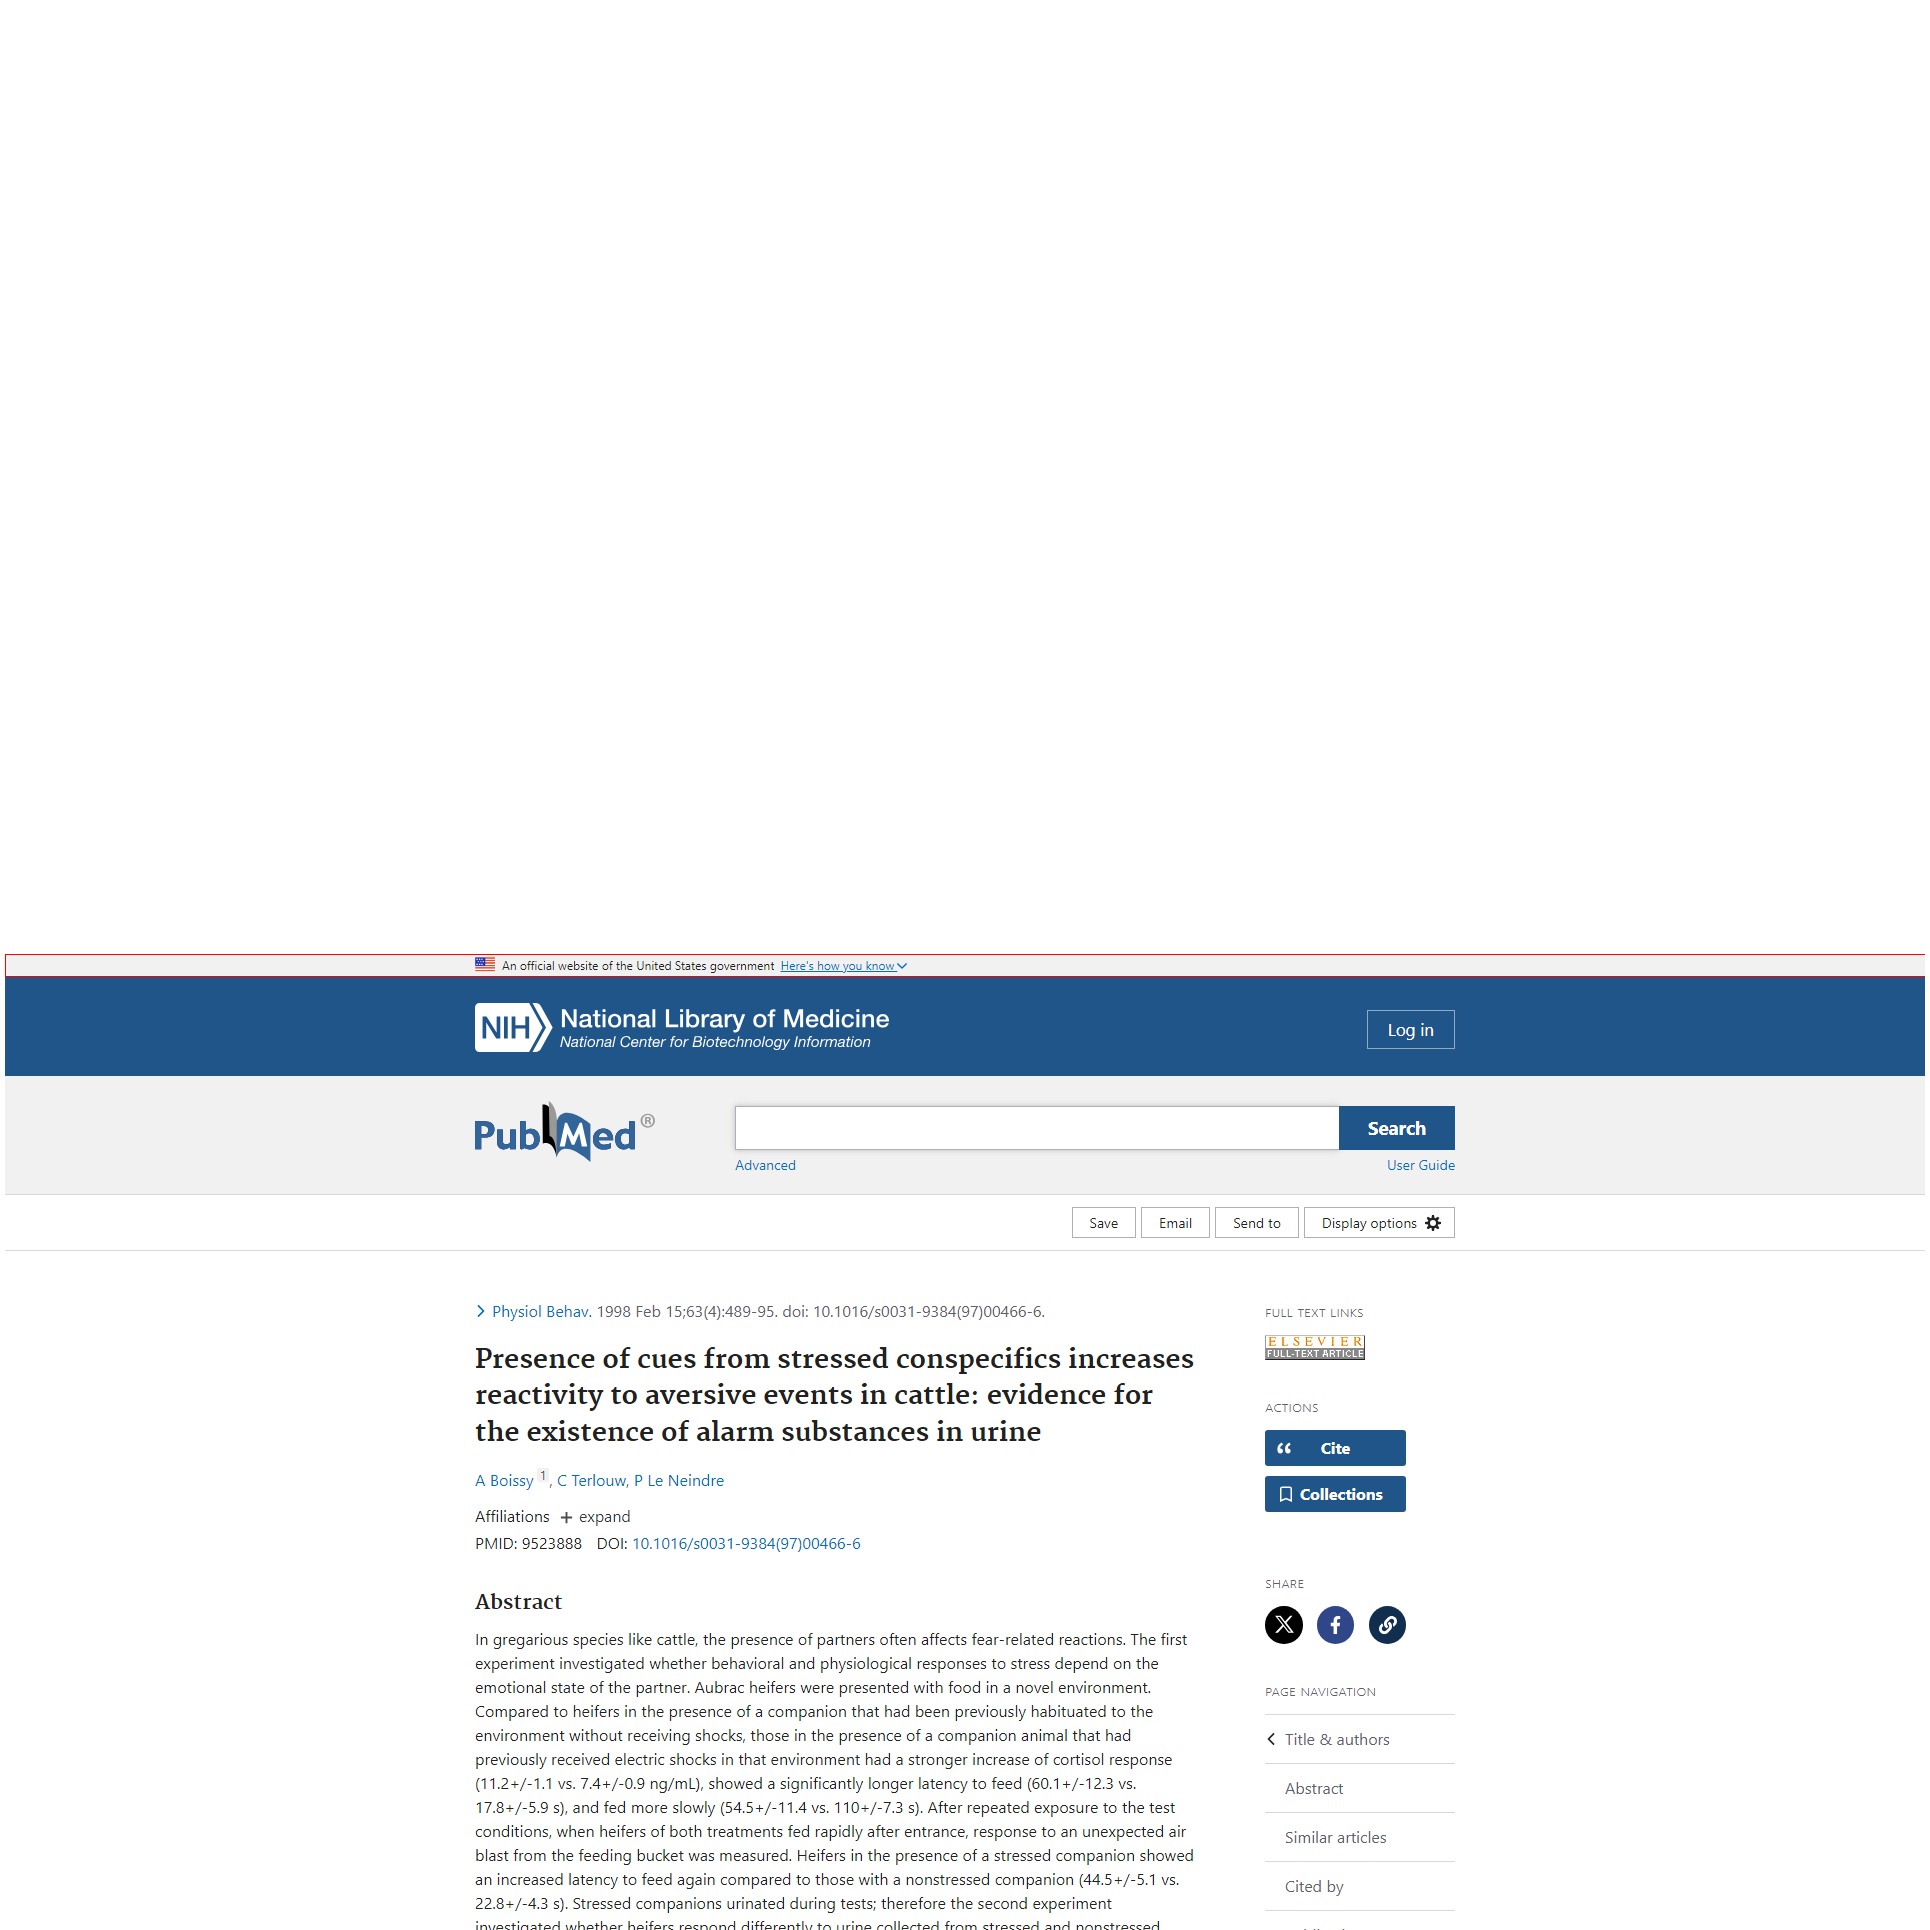 An official website of the United States government Here's how you know
NIH National Library of Medicine
National Center for Biotechnology Information
Log in
PubMed®
Search
Advanced
User Guide
Save
Email
Send to
Display options
Physiol Behav. 1998 Feb 15;63(4):489-95. doi: 10.1016/s0031-9384(97)00466-6.
Presence of cues from stressed conspecifics increases
reactivity to aversive events in cattle: evidence for
the existence of alarm substances in urine
A Boissy 1, C Terlouw, P Le Neindre
Affiliations + expand
PMID: 9523888 DOI: 10.1016/s0031-9384(97)00466-6
Abstract
In gregarious species like cattle, the presence of partners often affects fear-related reactions. The first
experiment investigated whether behavioral and physiological responses to stress depend on the
emotional state of the partner. Aubrac heifers were presented with food in a novel environment.
Compared to heifers in the presence of a companion that had been previously habituated to the
environment without receiving shocks, those in the presence of a companion animal that had
previously received electric shocks in that environment had a stronger increase of cortisol response
(11.2+/-1.1 vs. 7.4+/-0.9 ng/mL), showed a significantly longer latency to feed (60.1+/-12.3 vs.
17.8+/-5.9 s), and fed more slowly (54.5+/-11.4 vs. 110+/-7.3 s). After repeated exposure to the test
conditions, when heifers of both treatments fed rapidly after entrance, response to an unexpected air
blast from the feeding bucket was measured. Heifers in the presence of a stressed companion showed
an increased latency to feed again compared to those with a nonstressed companion (44.5+/-5.1 vs.
22.8+/-4.3 s). Stressed companions urinated during tests; therefore the second experiment
investigated whether heifers respond differently to urine collected from stressed and nonstressed
FULL TEXT LINKS
ELSEVIER
FULL-TEXT ARTICLE
ACTIONS
Cite
Collections
SHARE
PAGE NAVIGATION
Title & authors
Abstract
Similar articles
Cited by